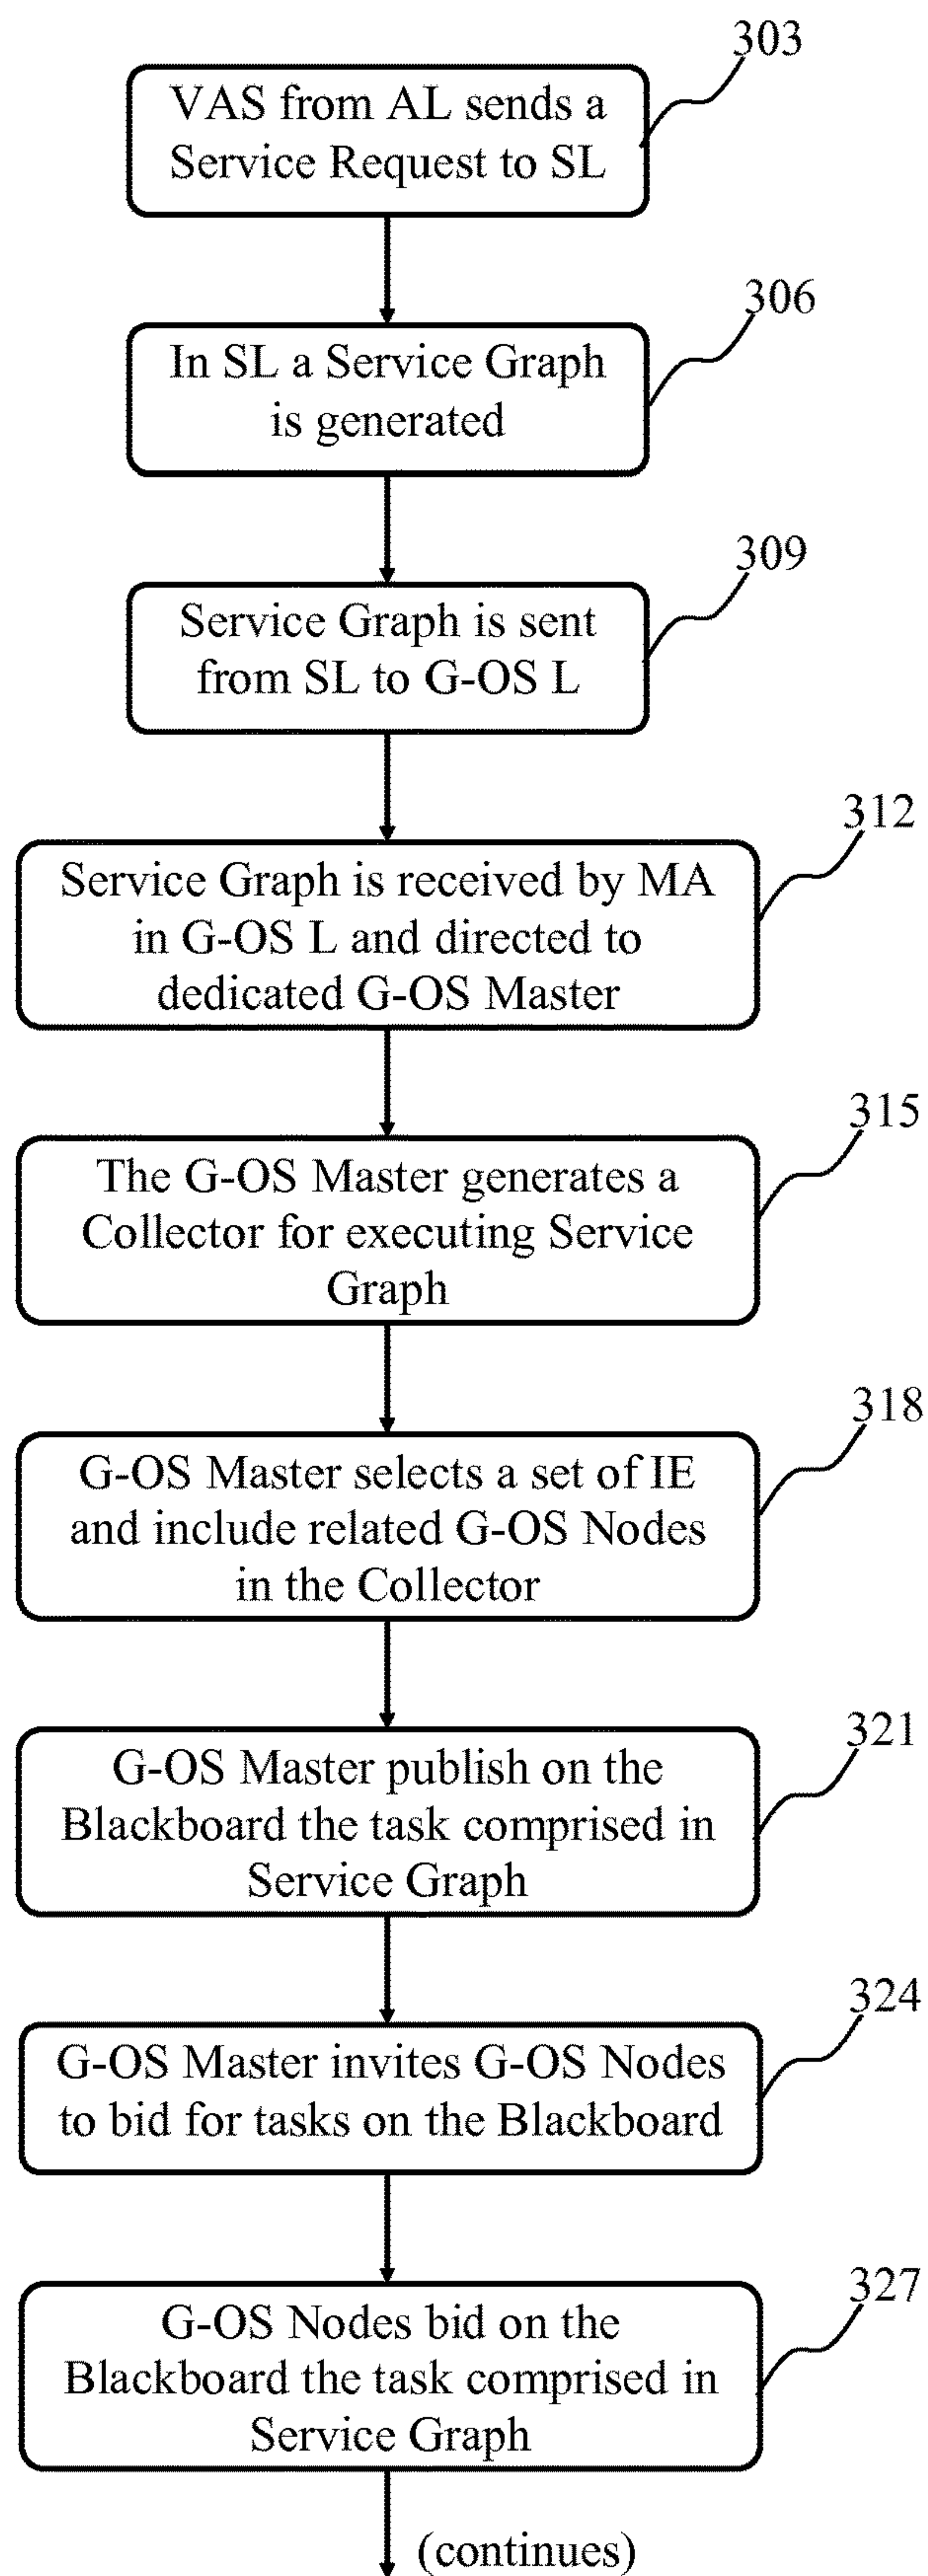 303
VAS from AL sends a
Service Request to SL
306
In SL a Service Graph
is generated
309
Service Graph is sent
from SL to G-OS L
312
Service Graph is received by MA
in G-OS L and directed to
dedicated G-OS Master
315
The G-OS Master generates a
Collector for executing Service
Graph
318
G-OS Master selects a set of IE
and include related G-OS Nodes
in the Collector
321
G-OS Master publish on the
Blackboard the task comprised in
Service Graph
324
G-OS Master invites G-OS Nodes
to bid for tasks on the Blackboard
327
G-OS Nodes bid on the
Blackboard the task comprised in
Service Graph
(continues)